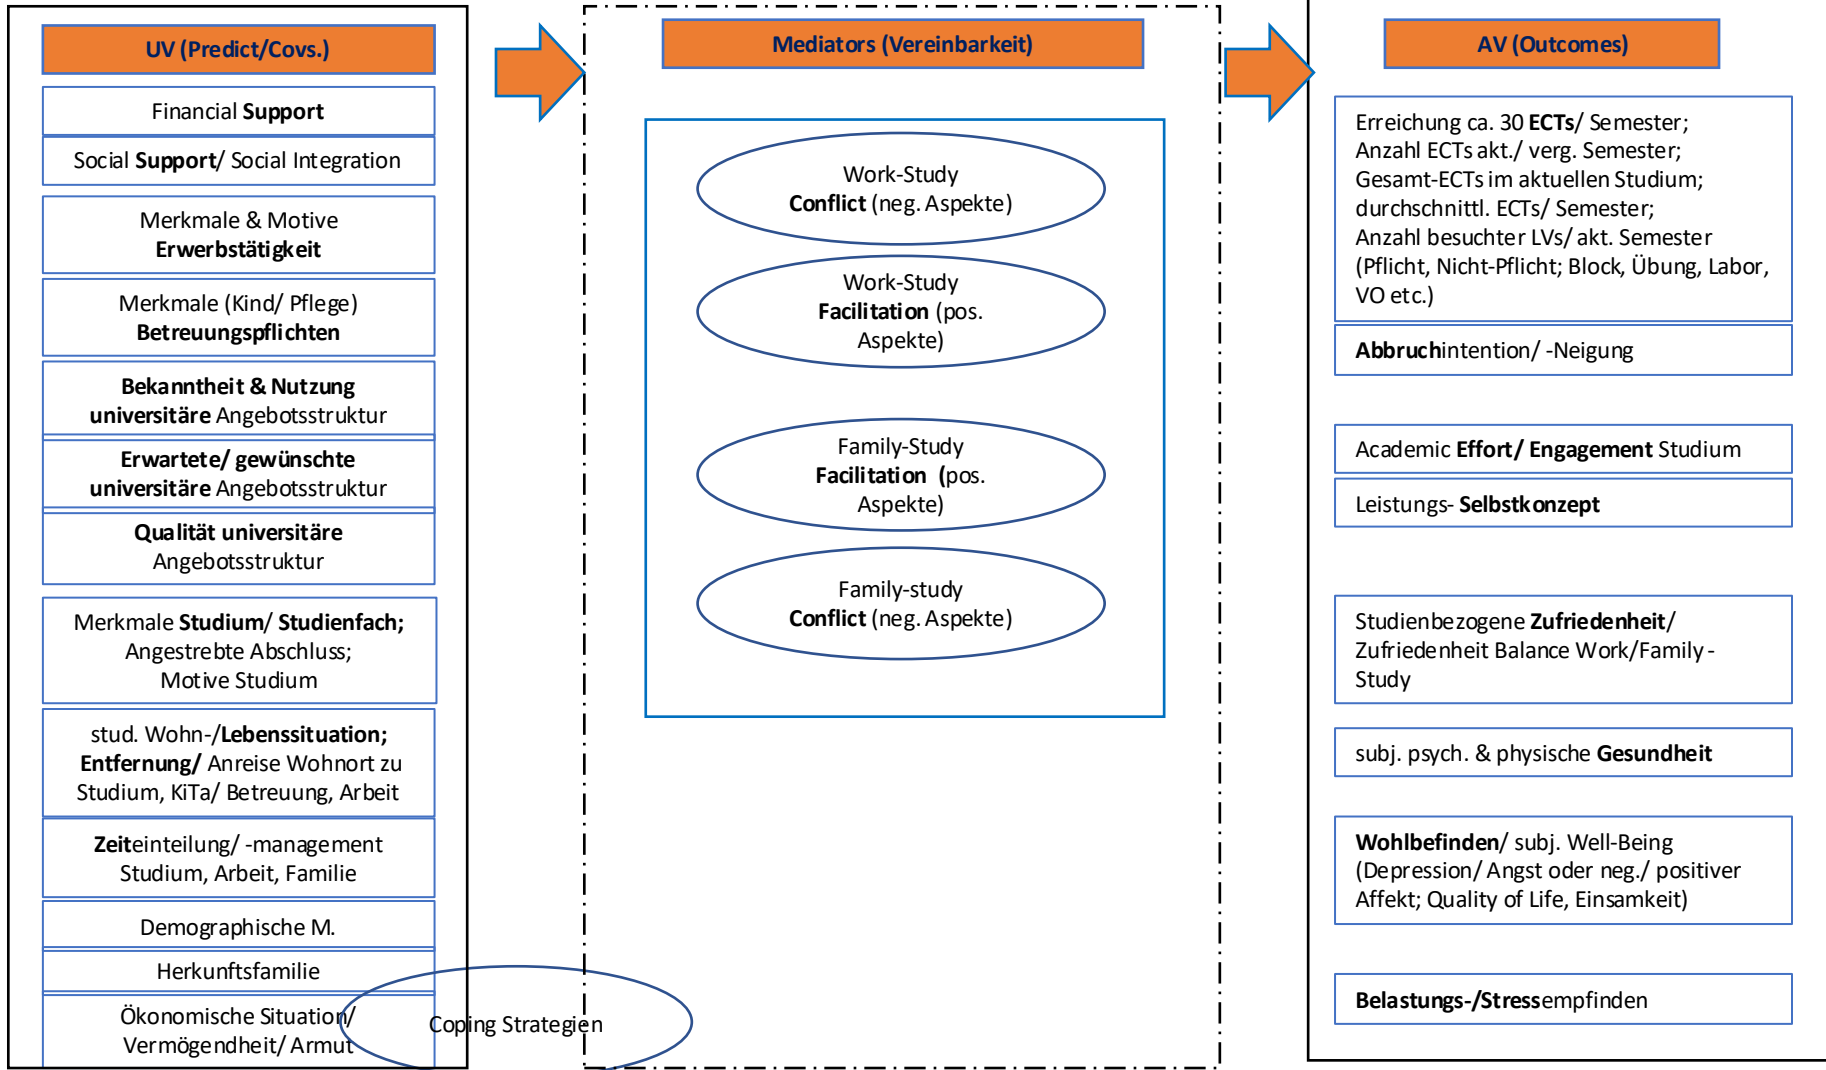 UV (Predict/Covs.)
Financial Support
Social Support/ Social Integration
Merkmale & Motive
Erwerbstätigkeit
Merkmale (Kind/ Pflege)
Betreuungspflichten
Bekanntheit & Nutzung
universitäre Angebotsstruktur
Erwartete/ gewünschte
universitäre Angebotsstruktur
Qualität universitäre
Angebotsstruktur
Merkmale Studium/ Studienfach;
Angestrebte Abschluss;
Motive Studium
stud. Wohn-/Lebenssituation;
Entfernung/ Anreise Wohnort zu
Studium, KiTa/ Betreuung, Arbeit
Zeiteinteilung/ -management
Studium, Arbeit, Familie
Demographische M.
Herkunftsfamilie
Ökonomische Situation/
Vermögendheit/ Armut
Coping Strategien
Mediators (Vereinbarkeit)
Work-Study
Conflict (neg. Aspekte)
Work-Study
Facilitation (pos.
Aspekte)
Family-Study
Facilitation (pos.
Aspekte)
Family-study
Conflict (neg. Aspekte)
AV (Outcomes)
Erreichung ca. 30 ECTs/ Semester;
Anzahl ECTs akt./ verg. Semester;
Gesamt-ECTs im aktuellen Studium;
durchschnittl. ECTs/ Semester;
Anzahl besuchter LVs/ akt. Semester
(Pflicht, Nicht-Pflicht; Block, Übung, Labor,
VO etc.)
Abbruchintention/ -Neigung
Academic Effort/ Engagement Studium
Leistungs- Selbstkonzept
Studienbezogene Zufriedenheit/
Zufriedenheit Balance Work/Family-
Study
subj. psych. & physische Gesundheit
Wohlbefinden/ subj. Well-Being
(Depression/ Angst oder neg./ positiver
Affekt; Quality of Life, Einsamkeit)
Belastungs-/Stressempfinden